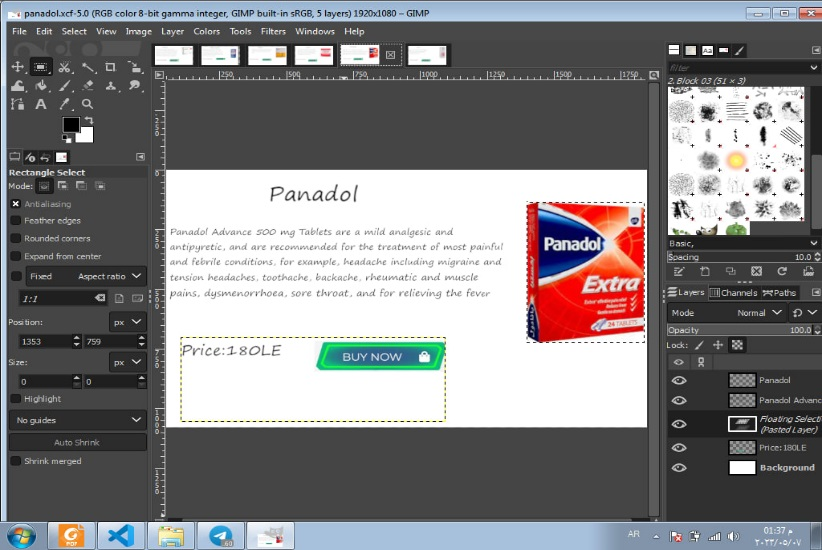 panadol.xcf-5.0 (RGB color 8-bit gamma integer, GIMP built-in sRGB, 5 layers) 1920x1080 – GIMP
File Edit Select View Image Layer Colors Tools Filters Windows Help
filter
2. Block 03 (51 × 3)
250 500 750 1000 1250 1500 1750
Rectangle Select
Mode:
Antialiasing
Feather edges
Rounded corners
Expand from center
Fixed Aspect ratio
1:1
Position: px
1353 759
Size: px
0 0
Highlight
No guides
Auto Shrink
Shrink merged
Panadol
Panadol Advance 500 mg Tablets are a mild analgesic and
antipyretic, and are recommended for the treatment of most painful
and febrile conditions, for example, headache including migraine and
tension headaches, toothache, backache, rheumatic and muscle
pains, dysmenorrhoea, sore throat, and for relieving the fever
Price:180LE
BUY NOW
Panadol
Extra
24 TABLETS
Basic,
Spacing 10.0
Layers Channels Paths
Mode Normal
Opacity 100.0
Lock:
Panadol
Panadol Advanc
Floating Selecti
(Pasted Layer)
Price:180LE
Background
PDF
AR
01:37 م
٢٠٢٣/٠٥/٠٧